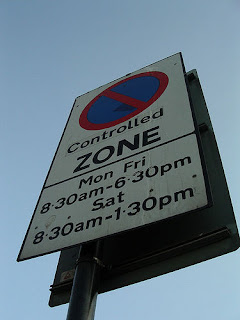 Controlled
ZONE
Mon Fri
8·30am-6·30pm
Sat
8·30am-1·30pm